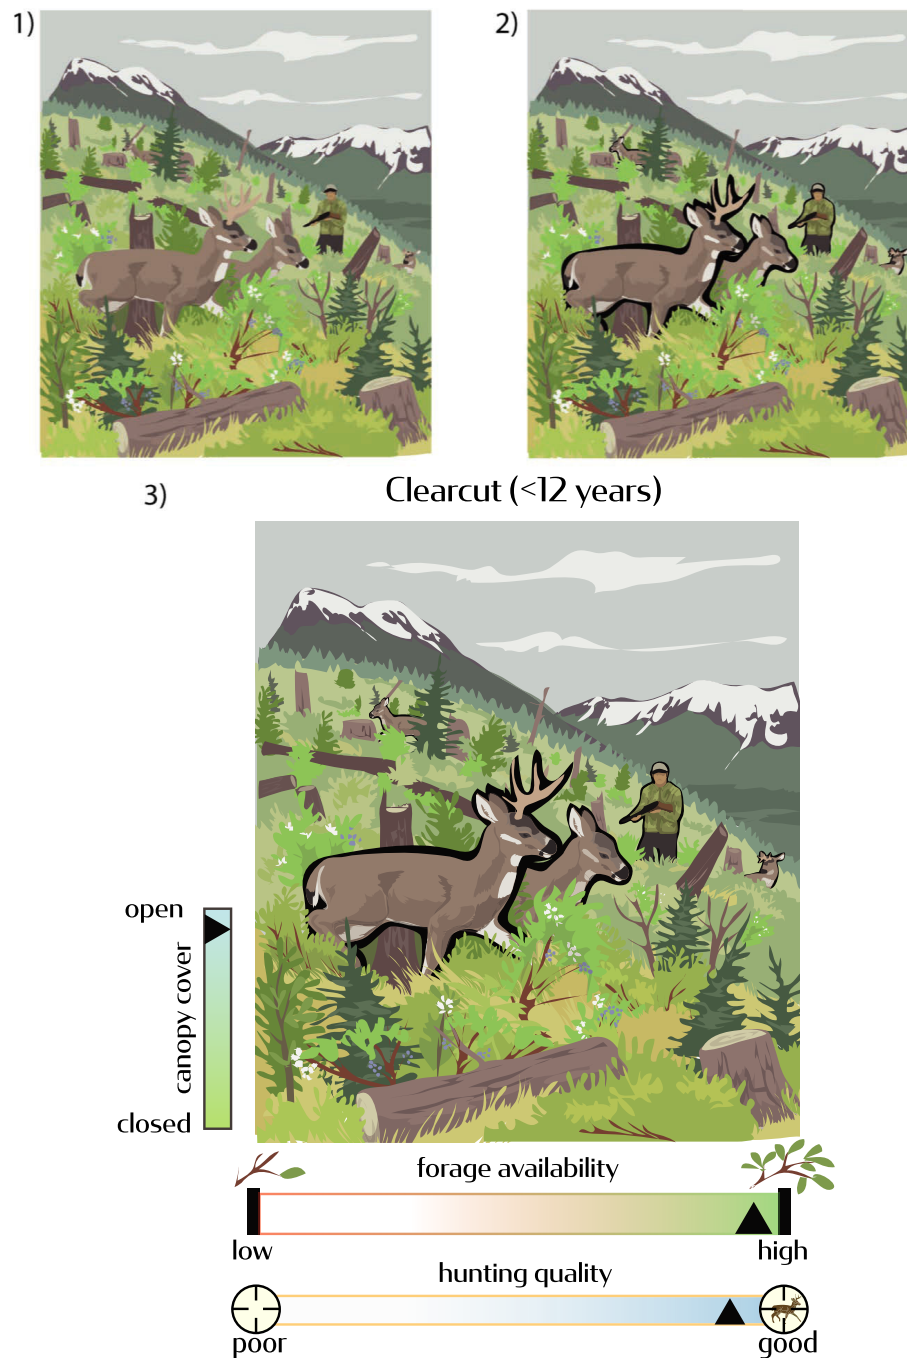 1)
2)
3)
Clearcut (<12 years)
open
canopy cover
closed
forage availability
low
high
hunting quality
poor
good